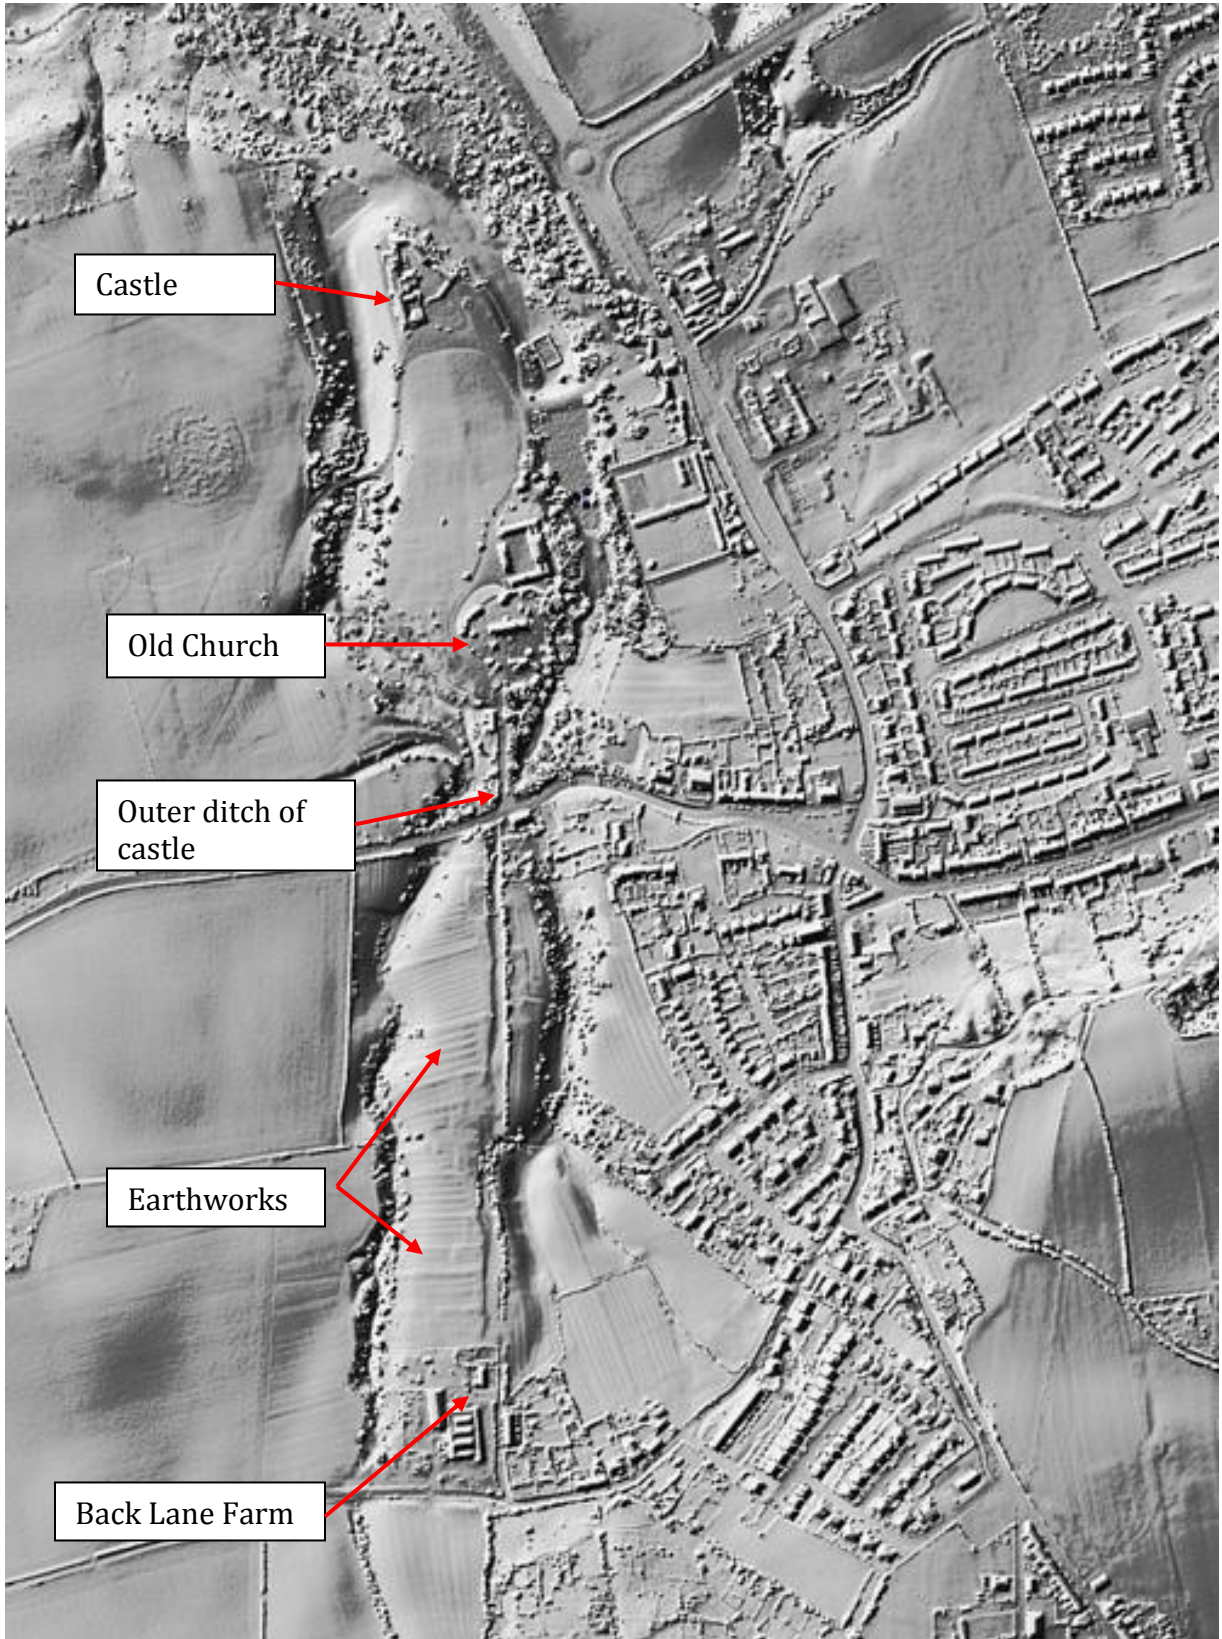 Castle
Old Church
Outer ditch of
castle
Earthworks
Back Lane Farm